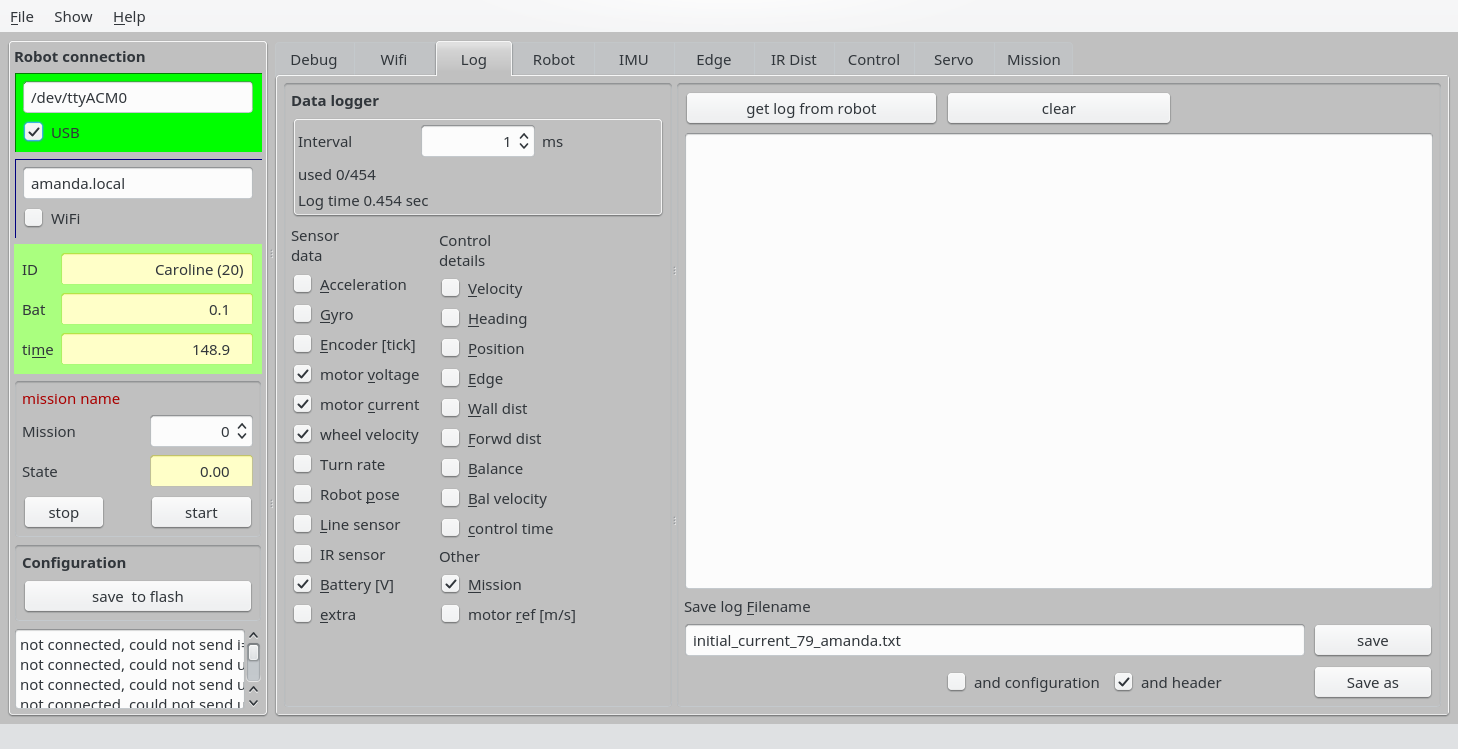 File Show Help
Robot connection
/dev/ttyACM0
USB
amanda.local
WiFi
ID Caroline (20)
Bat 0.1
time 148.9
mission name
Mission 0
State 0.00
stop start
Configuration
save to flash
not connected, could not send i=
not connected, could not send u
not connected, could not send u
not connected, could not send u
Debug Wifi Log Robot IMU Edge IR Dist Control Servo Mission
Data logger
Interval 1 ms
used 0/454
Log time 0.454 sec
Sensor
data
Acceleration
Gyro
Encoder [tick]
motor voltage
motor current
wheel velocity
Turn rate
Robot pose
Line sensor
IR sensor
Battery [V]
extra
Control
details
Velocity
Heading
Position
Edge
Wall dist
Forwd dist
Balance
Bal velocity
control time
Other
Mission
motor ref [m/s]
get log from robot clear
Save log Filename
initial_current_79_amanda.txt save
and configuration and header Save as